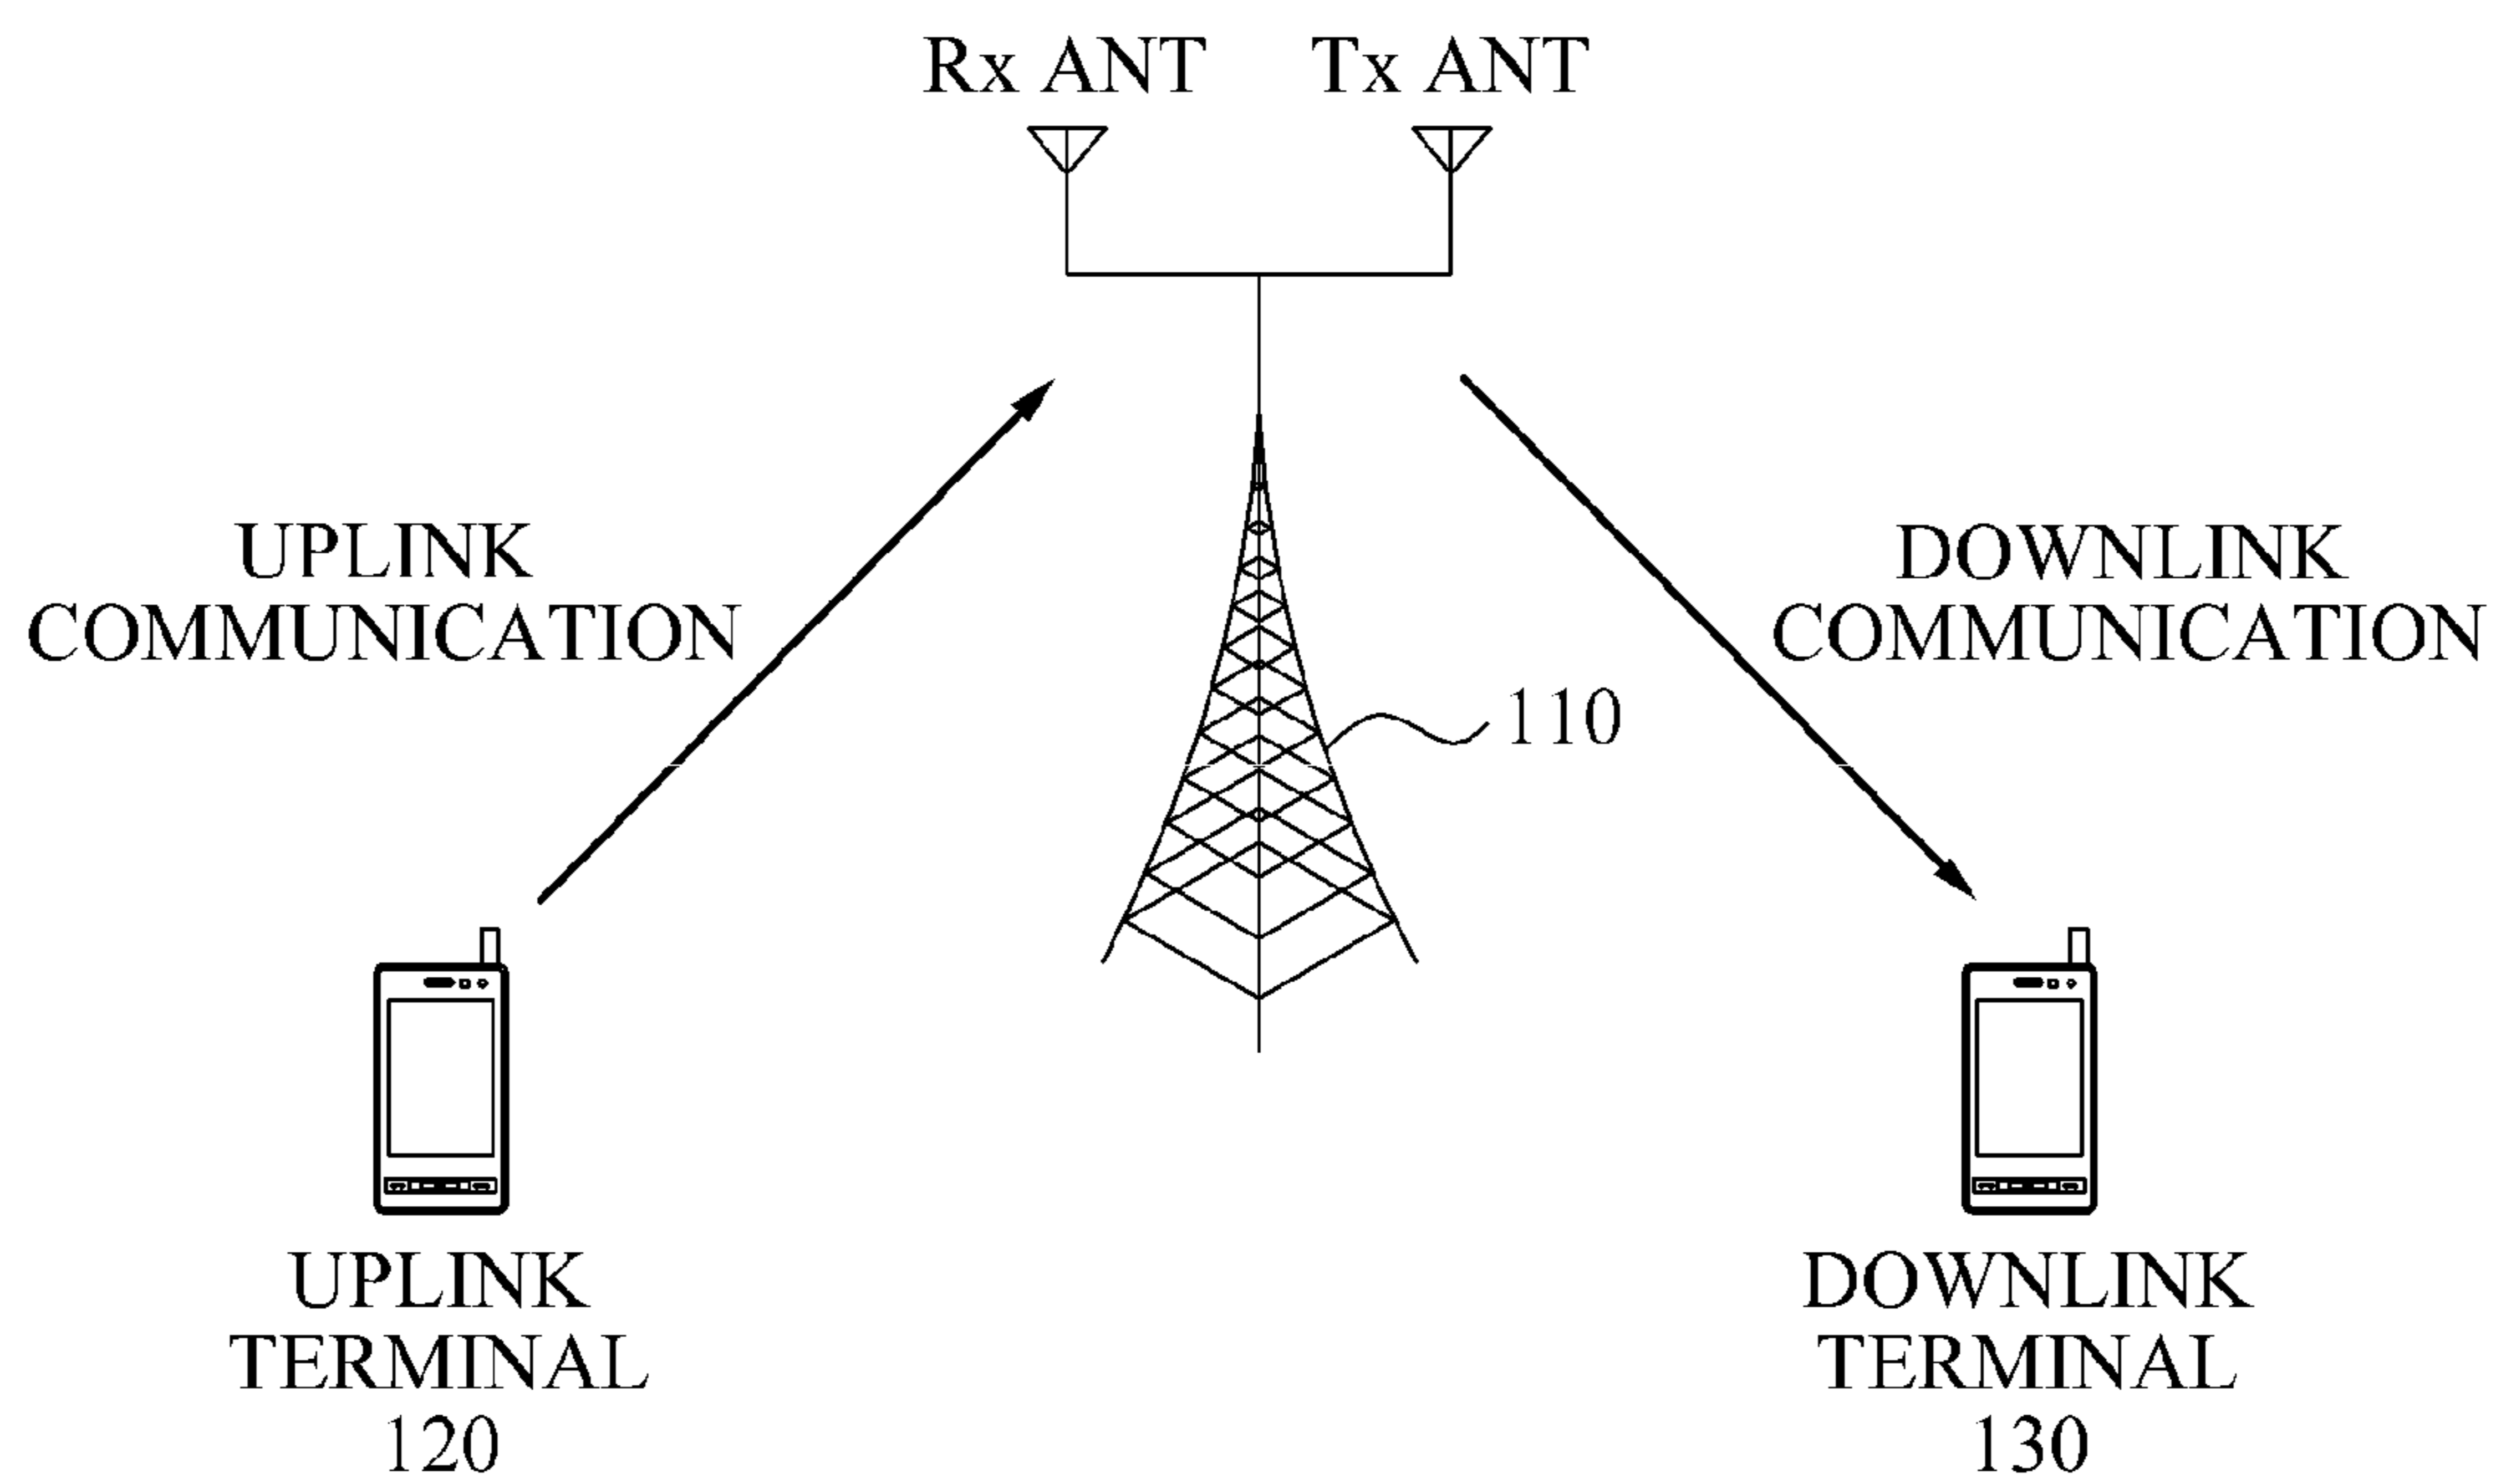 Rx ANT
Tx ANT
UPLINK
COMMUNICATION
DOWNLINK
COMMUNICATION
110
UPLINK
TERMINAL
120
DOWNLINK
TERMINAL
130